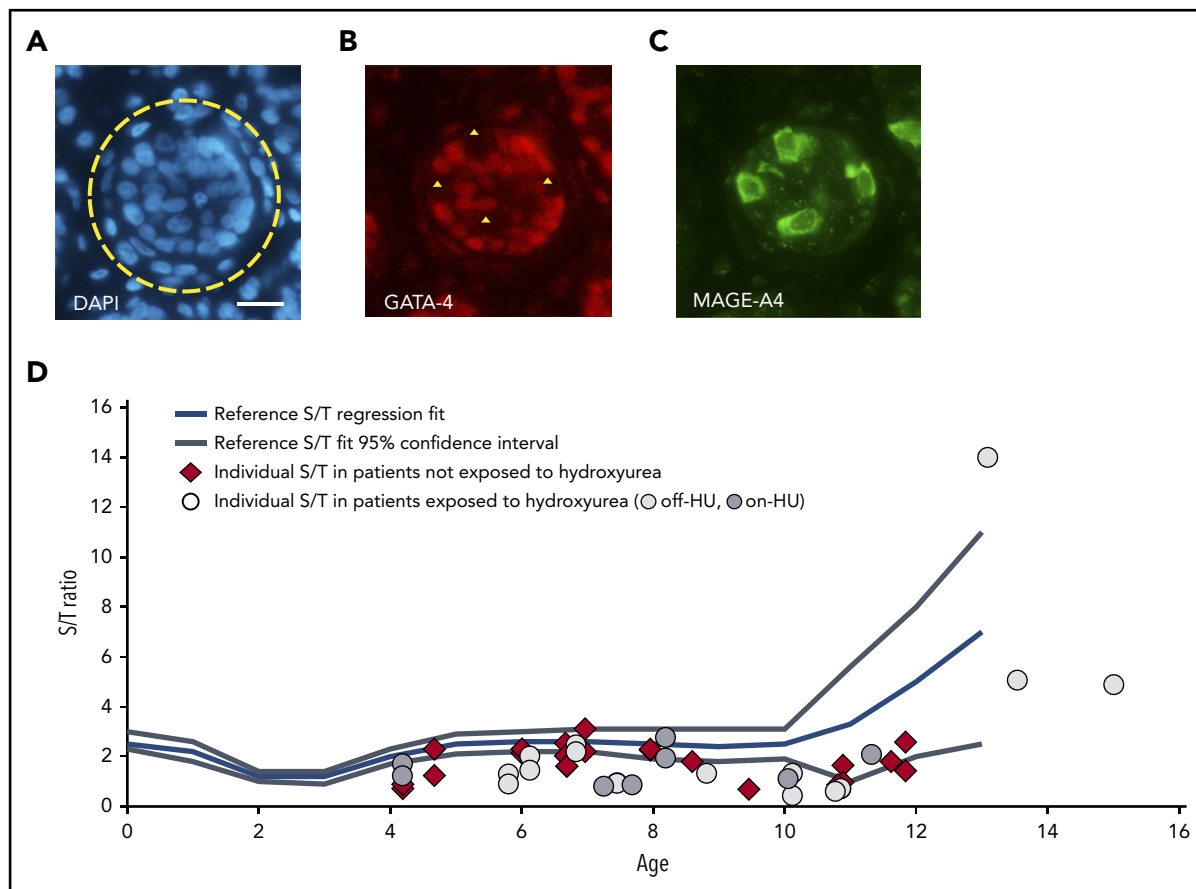 A
B
C
DAPI
GATA-4
MAGE-A4
D
16
14
12
10
8
6
4
2
0
S/T ratio
Reference S/T regression fit
Reference S/T fit 95% confidence interval
Individual S/T in patients not exposed to hydroxyurea
Individual S/T in patients exposed to hydroxyurea (off-HU, on-HU)
0 2 4 6 8 10 12 14 16
Age